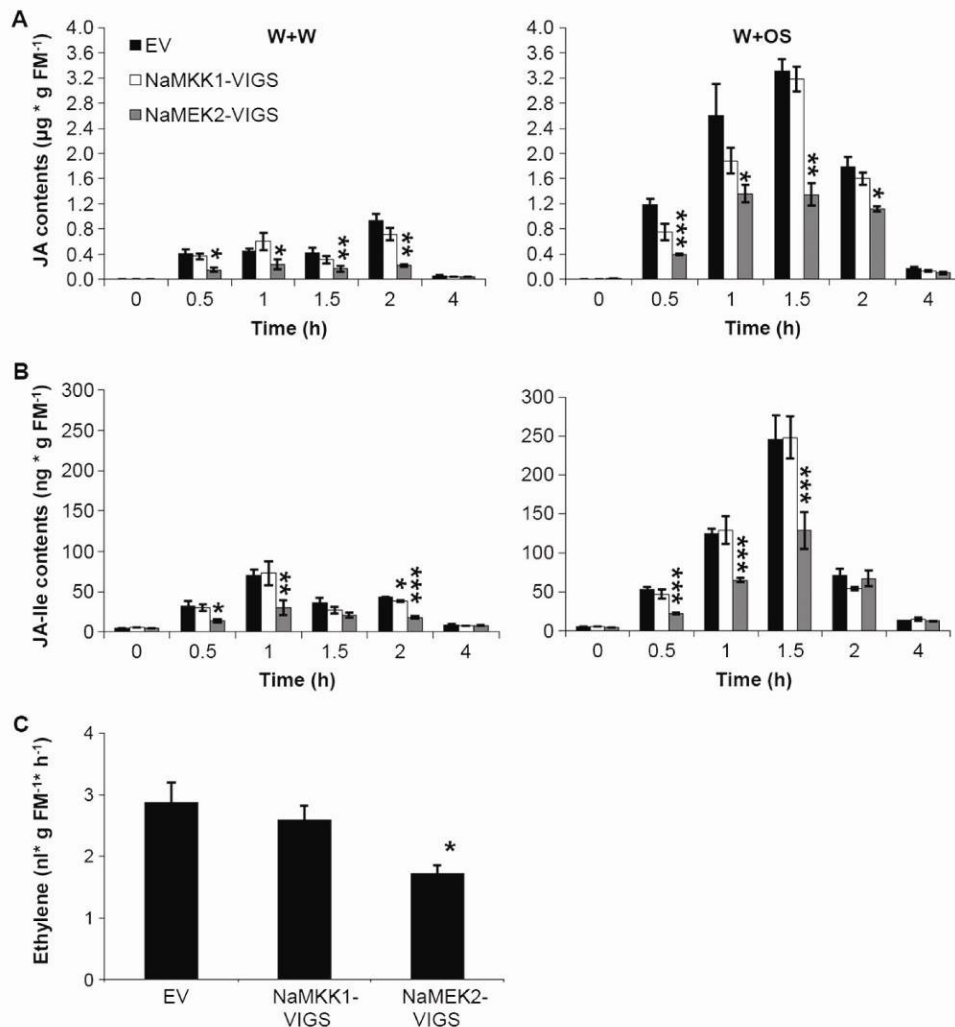 A
W+W
W+OS
EV
NaMKK1-VIGS
NaMEK2-VIGS
JA contents (µg * g FM⁻¹)
4.0
3.6
3.2
2.8
2.4
2.0
1.6
1.2
0.8
0.4
0.0
* * ** **
0 0.5 1 1.5 2 4
Time (h)
4.0
3.6
3.2
2.8
2.4
2.0
1.6
1.2
0.8
0.4
0.0
*** * ** *
0 0.5 1 1.5 2 4
Time (h)
B
JA-Ile contents (ng * g FM⁻¹)
300
250
200
150
100
50
0
* ** * ***
0 0.5 1 1.5 2 4
Time (h)
300
250
200
150
100
50
0
*** *** ***
0 0.5 1 1.5 2 4
Time (h)
C
Ethylene (nl* g FM⁻¹* h⁻¹)
4
3
2
1
0
*
EV NaMKK1- NaMEK2-
VIGS VIGS